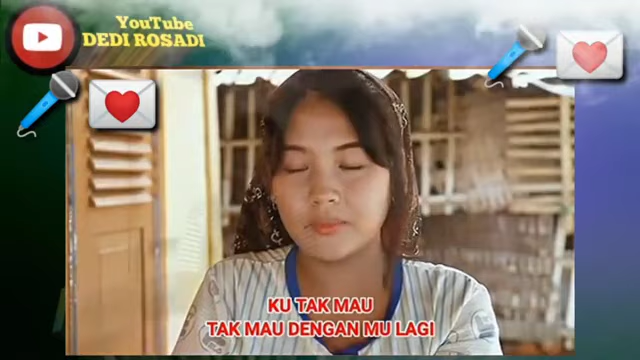 YouTube
DEDI ROSADI
KU TAK MAU
TAK MAU DENGAN MU LAGI